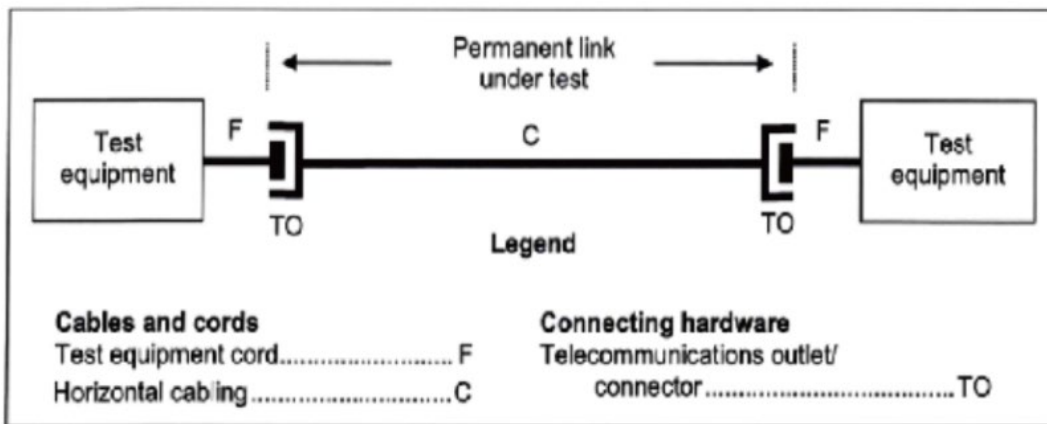 Permanent link
under test
Test
equipment
F
C
F
Test
equipment
TO
TO
Legend
Cables and cords
Test equipment cord............................ F
Horizontal cabling................................C
Connecting hardware
Telecommunications outlet/
connector........................................TO